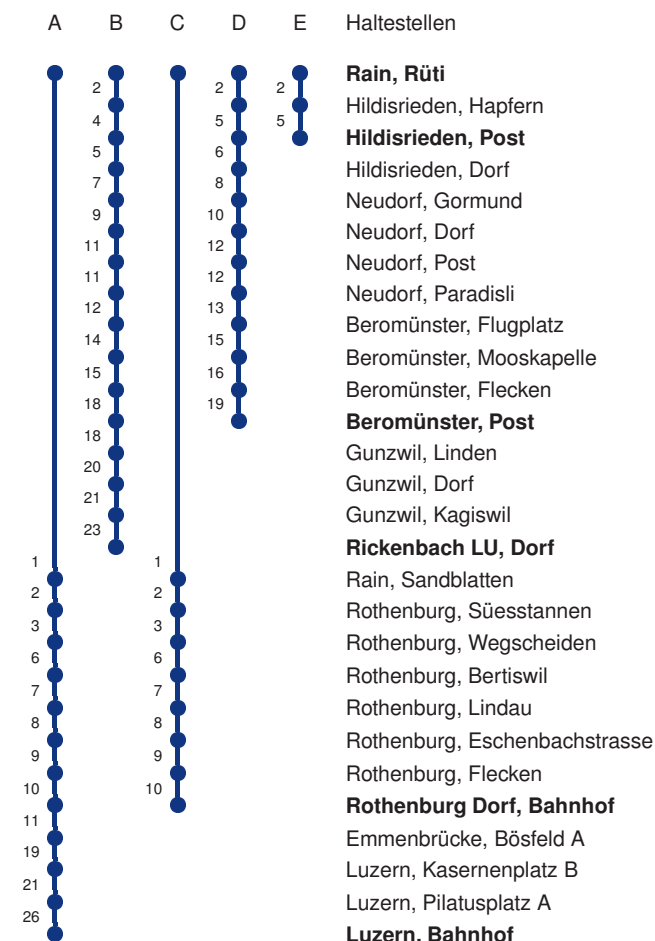 A B C D E Haltestellen
Rain, Rüti
2 2 2 Hildisrieden, Hapfern
4 5 5 Hildisrieden, Post
5 6 Hildisrieden, Dorf
7 8 Neudorf, Gormund
9 10 Neudorf, Dorf
11 12 Neudorf, Post
11 12 Neudorf, Paradisli
12 13 Beromünster, Flugplatz
14 15 Beromünster, Mooskapelle
15 16 Beromünster, Flecken
18 19 Beromünster, Post
18 Gunzwil, Linden
20 Gunzwil, Dorf
21 Gunzwil, Kagiswil
23 Rickenbach LU, Dorf
1 1 Rain, Sandblatten
2 2 Rothenburg, Süesstannen
3 3 Rothenburg, Wegscheiden
6 6 Rothenburg, Bertiswil
7 7 Rothenburg, Lindau
8 8 Rothenburg, Eschenbachstrasse
9 9 Rothenburg, Flecken
10 10 Rothenburg Dorf, Bahnhof
11 Emmenbrücke, Bösfeld A
19 Luzern, Kasernenplatz B
21 Luzern, Pilatusplatz A
26 Luzern, Bahnhof